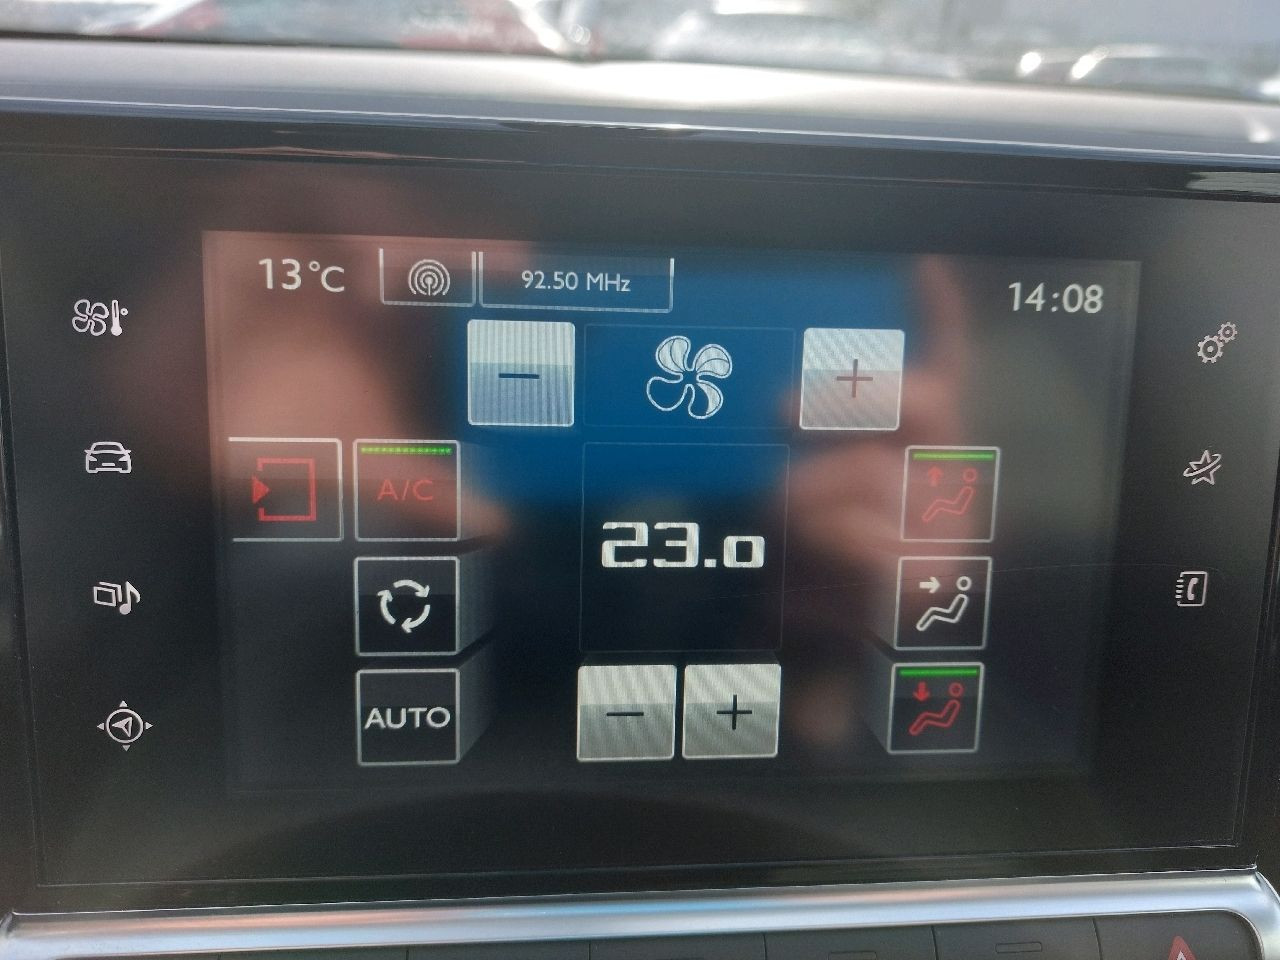 13°C
92.50 MHz
14:08
−
+
A/C
23.0
AUTO
−
+